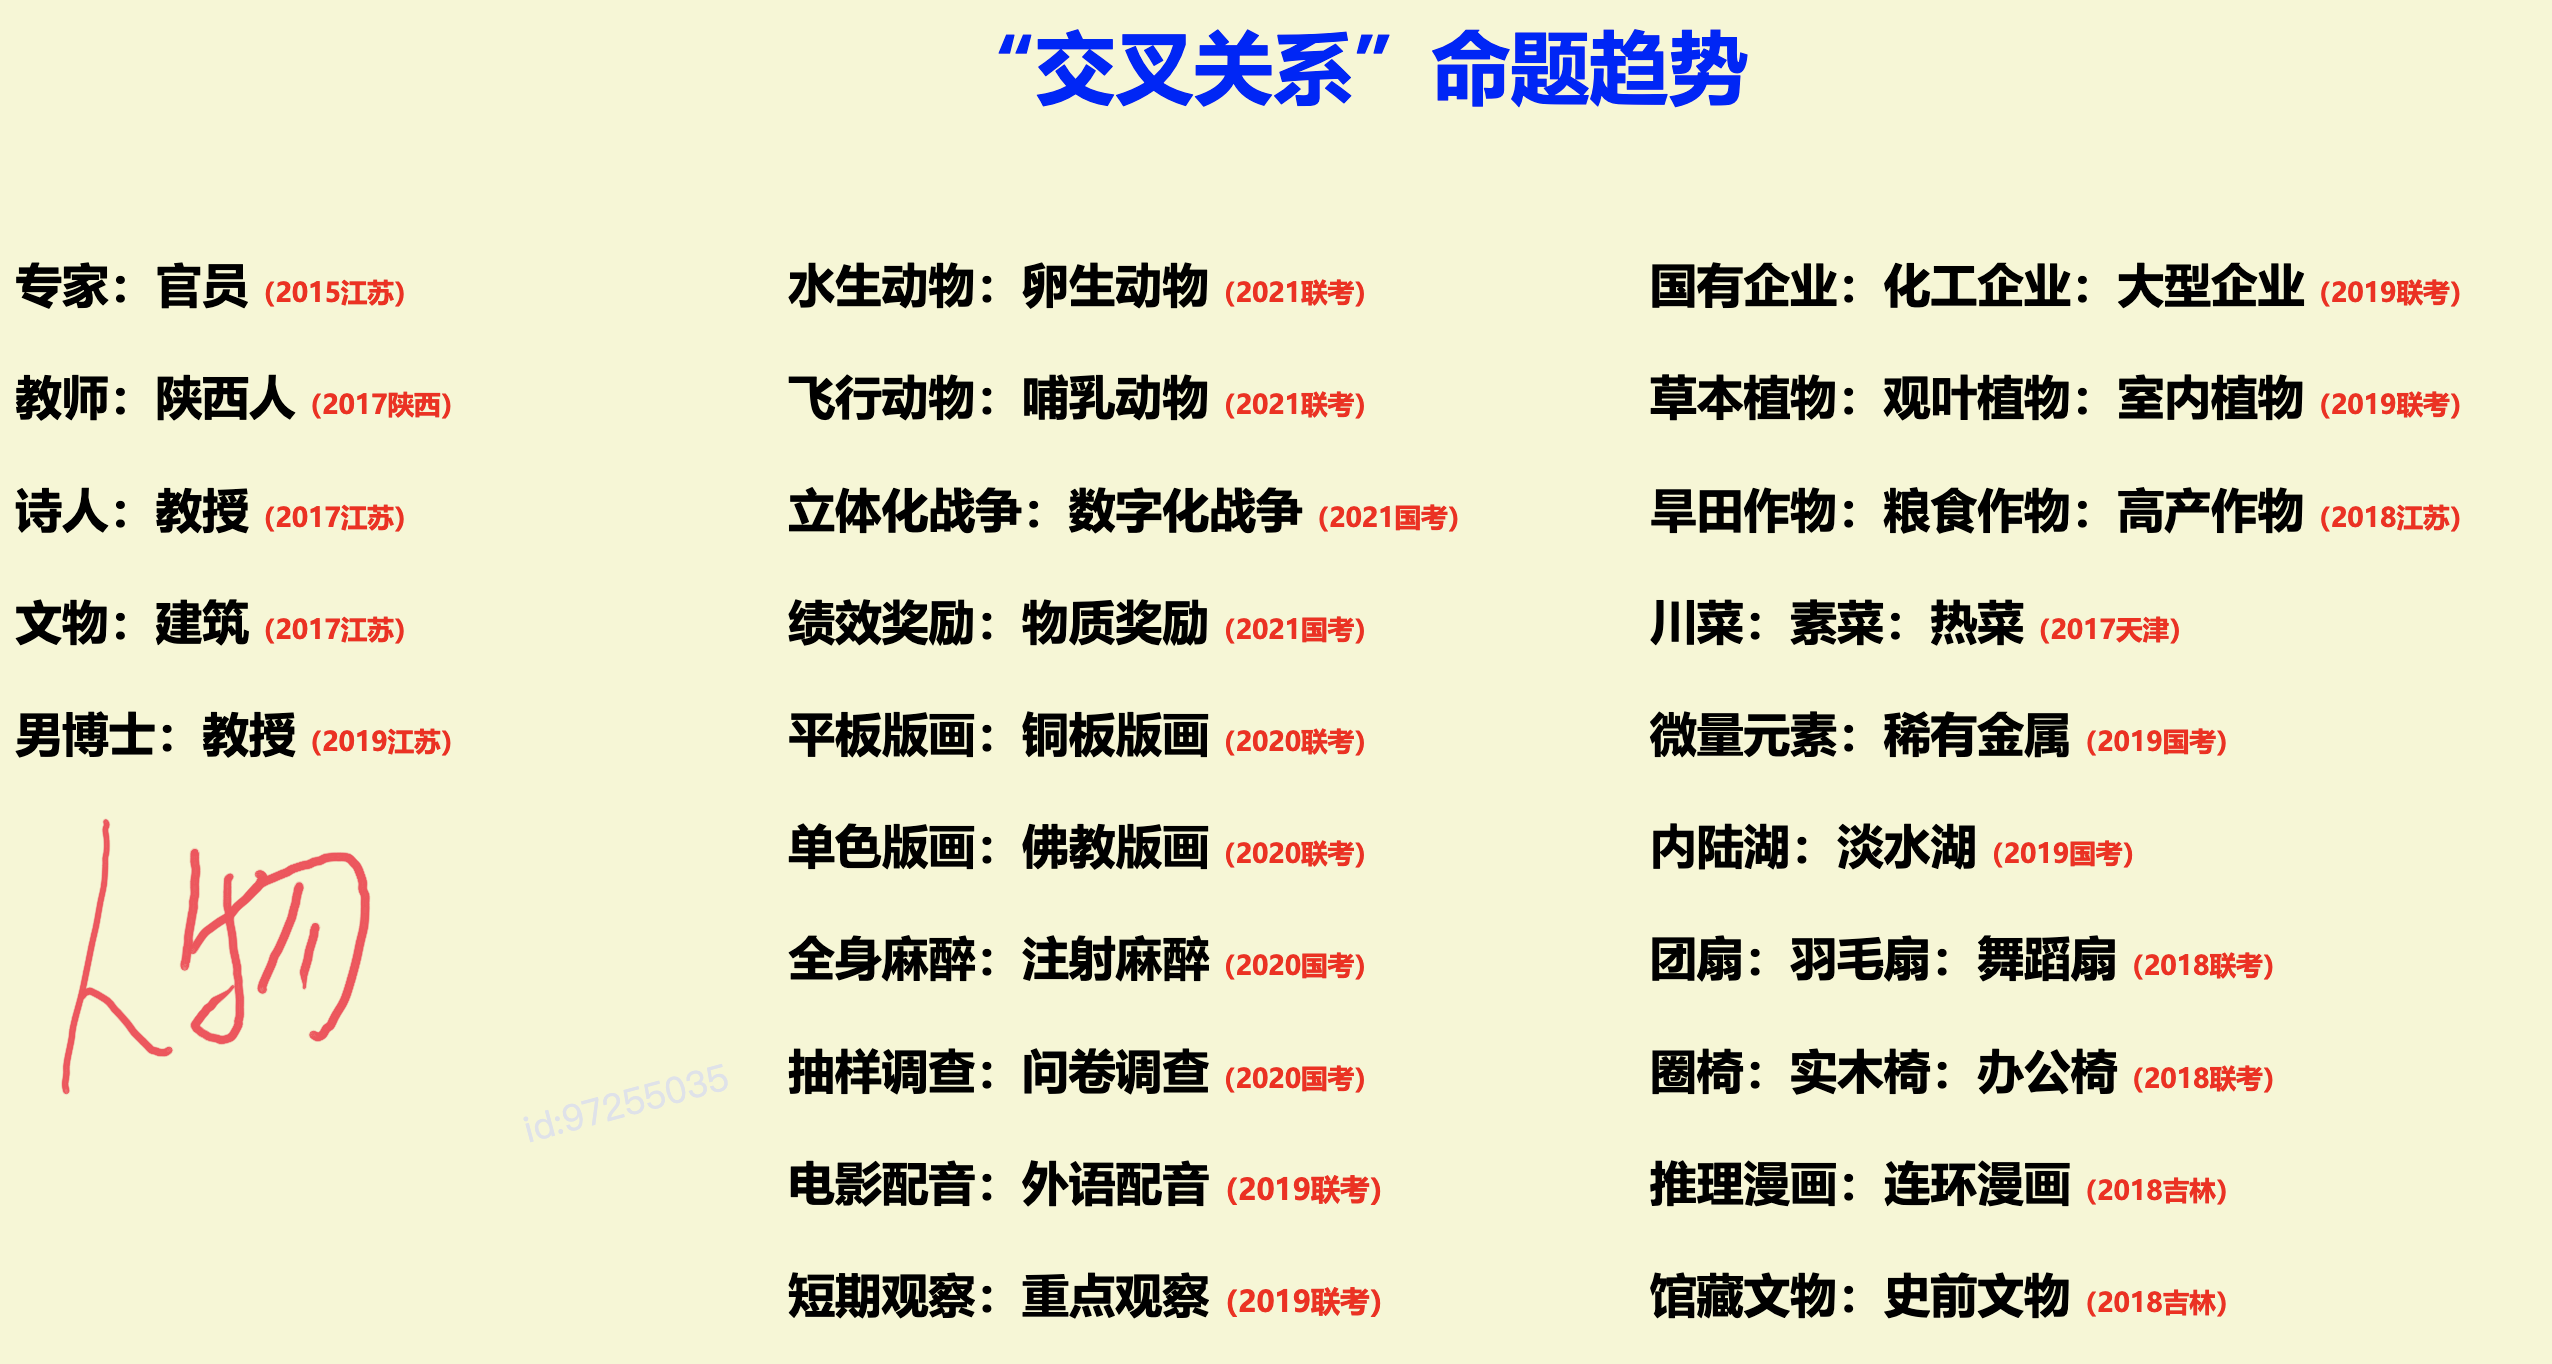 “交叉关系”命题趋势
专家：官员（2015江苏）
教师：陕西人（2017陕西）
诗人：教授（2017江苏）
文物：建筑（2017江苏）
男博士：教授（2019江苏）
人物
id:97255035
水生动物：卵生动物（2021联考）
飞行动物：哺乳动物（2021联考）
立体化战争：数字化战争（2021国考）
绩效奖励：物质奖励（2021国考）
平板版画：铜板版画（2020联考）
单色版画：佛教版画（2020联考）
全身麻醉：注射麻醉（2020国考）
抽样调查：问卷调查（2020国考）
电影配音：外语配音（2019联考）
短期观察：重点观察（2019联考）
国有企业：化工企业：大型企业（2019联考）
草本植物：观叶植物：室内植物（2019联考）
旱田作物：粮食作物：高产作物（2018江苏）
川菜：素菜：热菜（2017天津）
微量元素：稀有金属（2019国考）
内陆湖：淡水湖（2019国考）
团扇：羽毛扇：舞蹈扇（2018联考）
圈椅：实木椅：办公椅（2018联考）
推理漫画：连环漫画（2018吉林）
馆藏文物：史前文物（2018吉林）